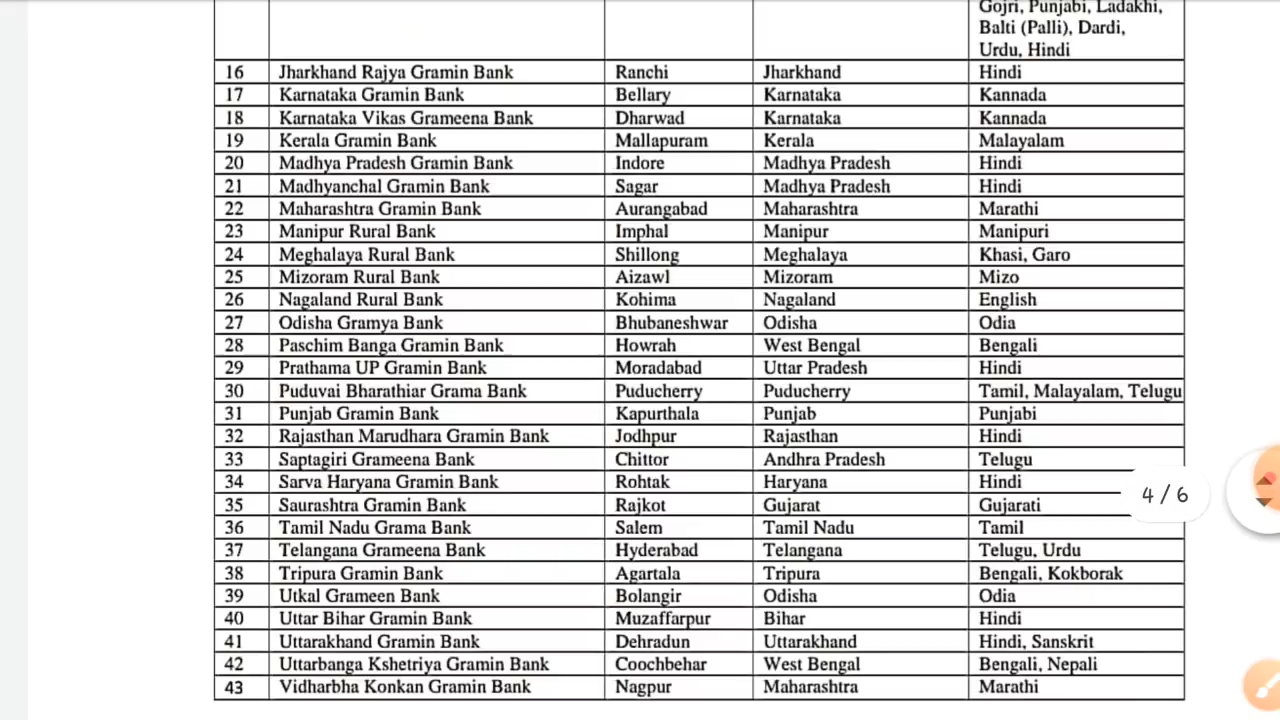 Gojri, Punjabi, Ladakhi,
Balti (Palli), Dardi,
Urdu, Hindi
16 Jharkhand Rajya Gramin Bank Ranchi Jharkhand Hindi
17 Karnataka Gramin Bank Bellary Karnataka Kannada
18 Karnataka Vikas Grameena Bank Dharwad Karnataka Kannada
19 Kerala Gramin Bank Mallapuram Kerala Malayalam
20 Madhya Pradesh Gramin Bank Indore Madhya Pradesh Hindi
21 Madhyanchal Gramin Bank Sagar Madhya Pradesh Hindi
22 Maharashtra Gramin Bank Aurangabad Maharashtra Marathi
23 Manipur Rural Bank Imphal Manipur Manipuri
24 Meghalaya Rural Bank Shillong Meghalaya Khasi, Garo
25 Mizoram Rural Bank Aizawl Mizoram Mizo
26 Nagaland Rural Bank Kohima Nagaland English
27 Odisha Gramya Bank Bhubaneshwar Odisha Odia
28 Paschim Banga Gramin Bank Howrah West Bengal Bengali
29 Prathama UP Gramin Bank Moradabad Uttar Pradesh Hindi
30 Puduvai Bharathiar Grama Bank Puducherry Puducherry Tamil, Malayalam, Telugu
31 Punjab Gramin Bank Kapurthala Punjab Punjabi
32 Rajasthan Marudhara Gramin Bank Jodhpur Rajasthan Hindi
33 Saptagiri Grameena Bank Chittor Andhra Pradesh Telugu
34 Sarva Haryana Gramin Bank Rohtak Haryana Hindi
4 / 6
35 Saurashtra Gramin Bank Rajkot Gujarat Gujarati
36 Tamil Nadu Grama Bank Salem Tamil Nadu Tamil
37 Telangana Grameena Bank Hyderabad Telangana Telugu, Urdu
38 Tripura Gramin Bank Agartala Tripura Bengali, Kokborak
39 Utkal Grameen Bank Bolangir Odisha Odia
40 Uttar Bihar Gramin Bank Muzaffarpur Bihar Hindi
41 Uttarakhand Gramin Bank Dehradun Uttarakhand Hindi, Sanskrit
42 Uttarbanga Kshetriya Gramin Bank Coochbehar West Bengal Bengali, Nepali
43 Vidharbha Konkan Gramin Bank Nagpur Maharashtra Marathi